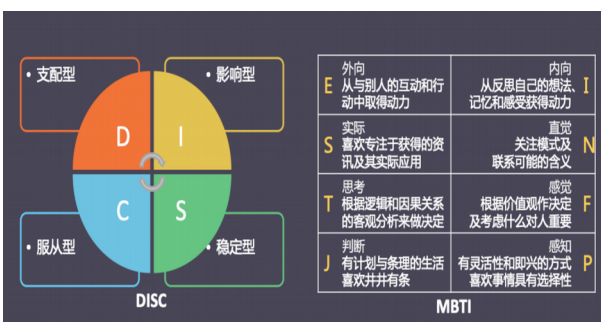 • 支配型
• 影响型
D
I
C
S
• 服从型
• 稳定型
DISC
E
外向
从与别人的互动和行
动中取得动力
内向
从反思自己的想法、
记忆和感受获得动力
I
S
实际
喜欢专注于获得的资
讯及其实际应用
直觉
关注模式及
联系可能的含义
N
T
思考
根据逻辑和因果关系
的客观分析来做决定
感觉
根据价值观作决定
及考虑什么对人重要
F
J
判断
有计划与条理的生活
喜欢井井有条
感知
有灵活性和即兴的方式
喜欢事情具有选择性
P
MBTI